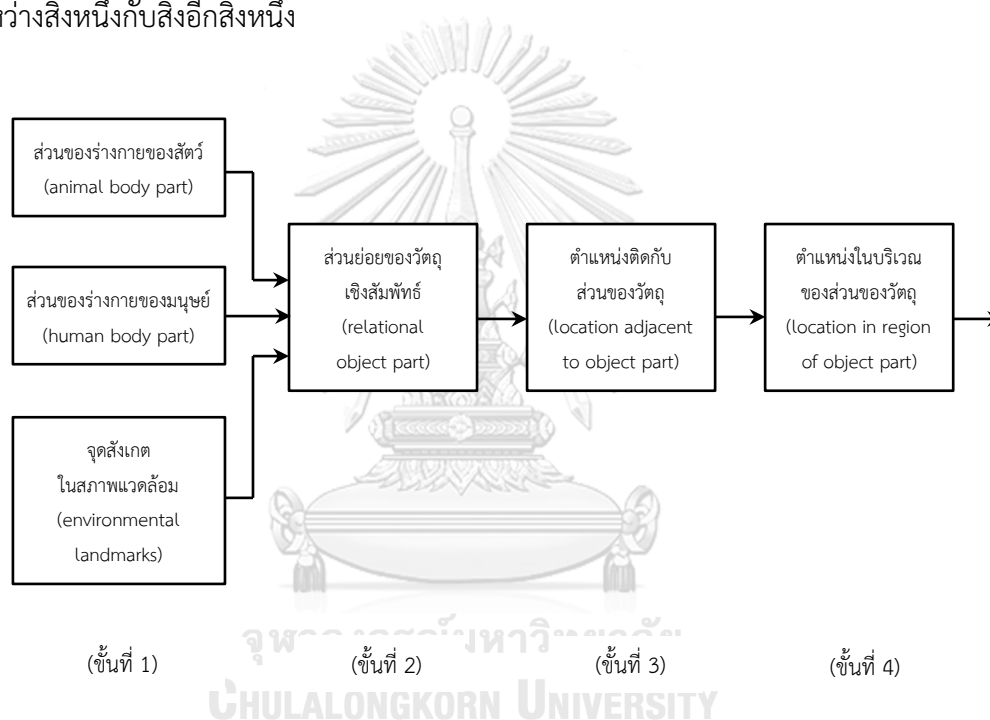 หว่างสิ่งหนึ่งกับสิ่งอีกสิ่งหนึ่ง
ส่วนของร่างกายของสัตว์
(animal body part)
ส่วนของร่างกายของมนุษย์
(human body part)
จุดสังเกต
ในสภาพแวดล้อม
(environmental
landmarks)
ส่วนย่อยของวัตถุ
เชิงสัมพัทธ์
(relational
object part)
ตำแหน่งติดกับ
ส่วนของวัตถุ
(location adjacent
to object part)
ตำแหน่งในบริเวณ
ของส่วนของวัตถุ
(location in region
of object part)
(ขั้นที่ 1)
(ขั้นที่ 2)
(ขั้นที่ 3)
(ขั้นที่ 4)
CHULALONGKORN UNIVERSITY